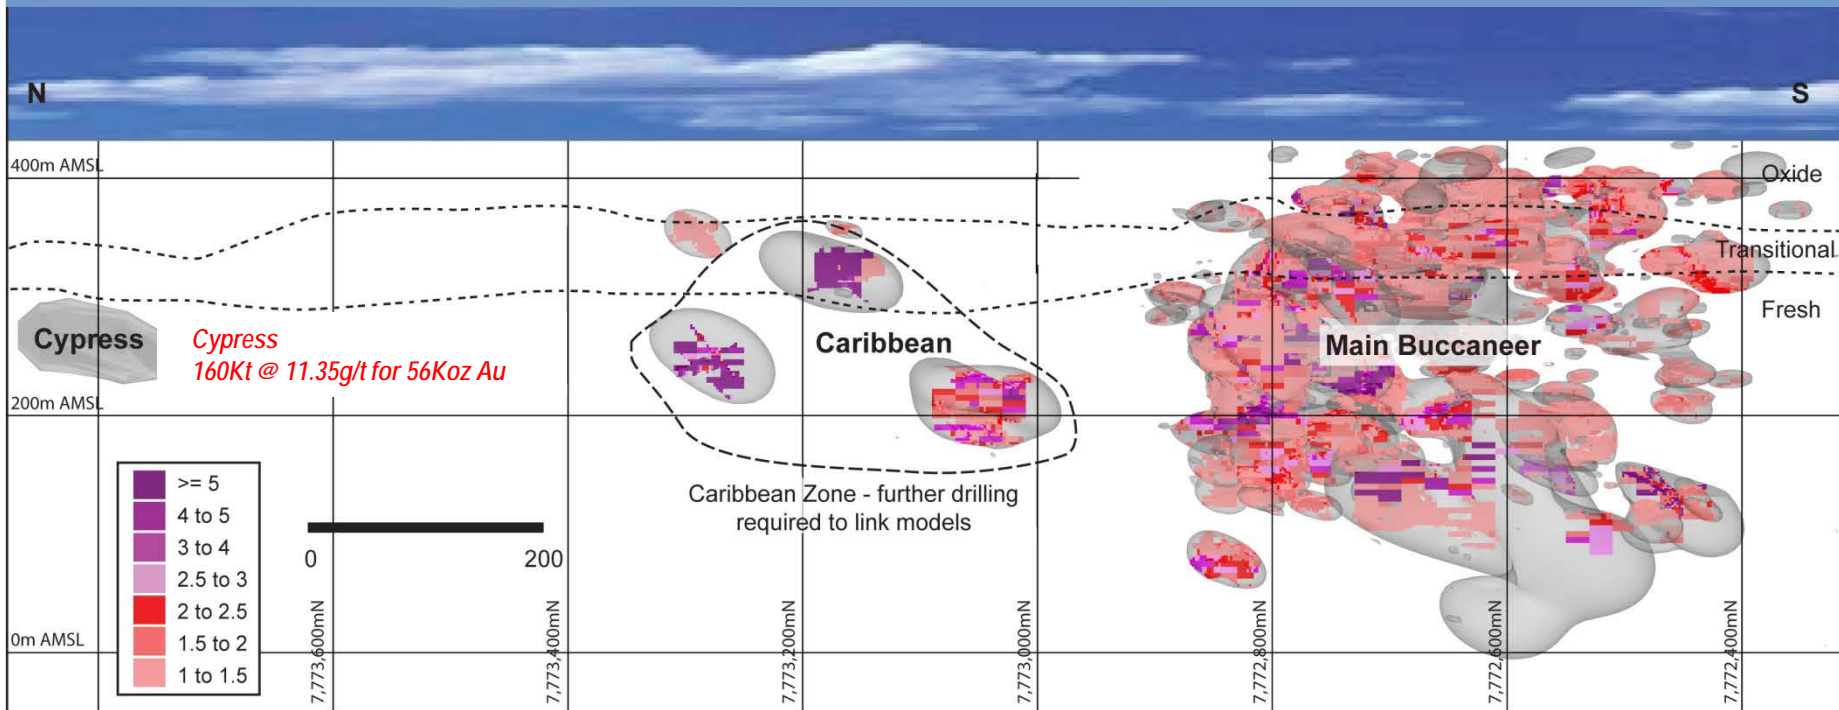 N
S
400m AMSL
Oxide
Transitional
Fresh
Cypress
Cypress
160Kt @ 11.35g/t for 56Koz Au
Caribbean
Main Buccaneer
200m AMSL
Caribbean Zone - further drilling
required to link models
>= 5
4 to 5
3 to 4
2.5 to 3
2 to 2.5
1.5 to 2
1 to 1.5
0
200
0m AMSL
7,773,600mN
7,773,400mN
7,773,200mN
7,773,000mN
7,772,800mN
7,772,600mN
7,772,400mN